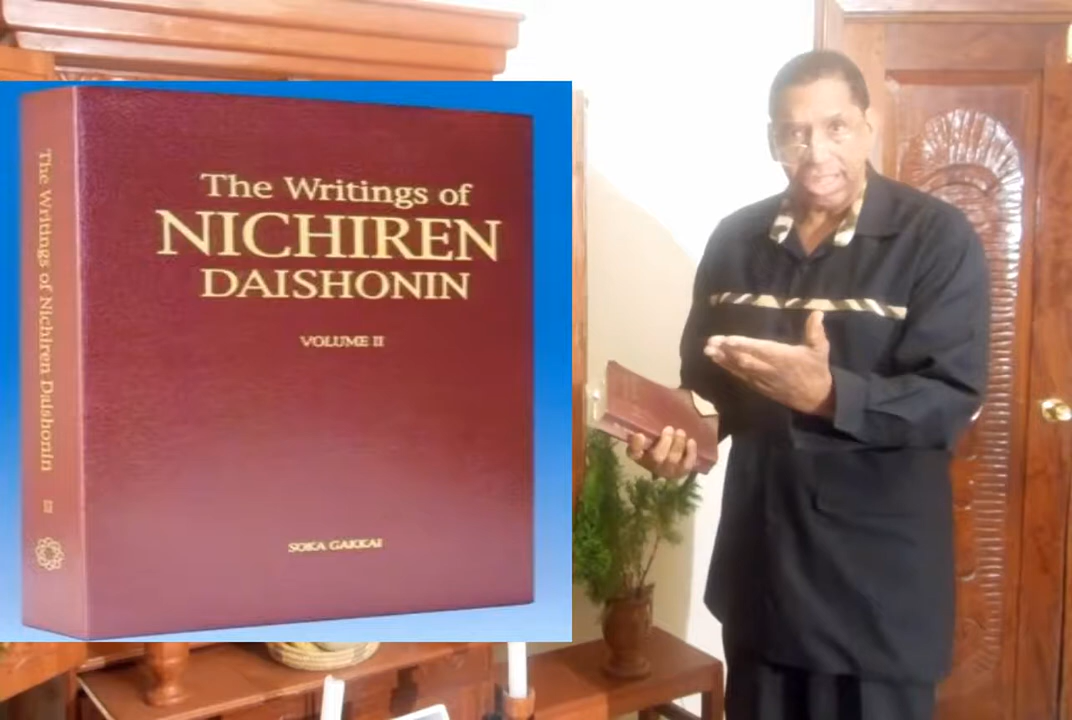 The Writings of Nichiren Daishonin II
The Writings of
NICHIREN
DAISHONIN
VOLUME II
SOKA GAKKAI